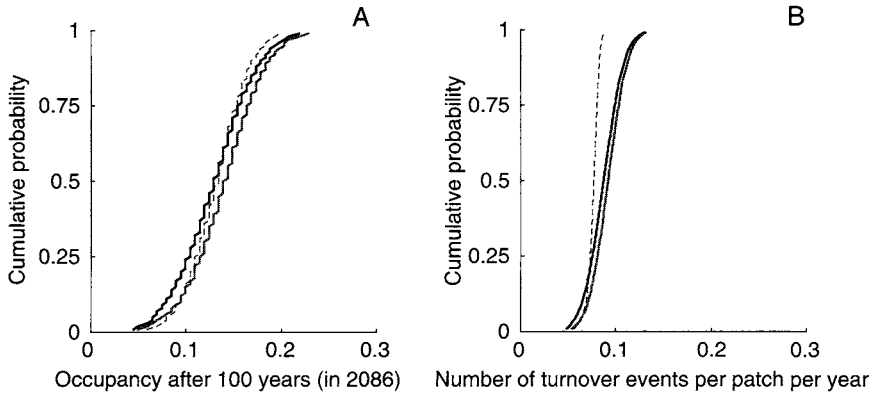 A
1
0.75
0.5
0.25
0
Cumulative probability
0 0.1 0.2 0.3
Occupancy after 100 years (in 2086)
B
1
0.75
0.5
0.25
0
Cumulative probability
0 0.1 0.2 0.3
Number of turnover events per patch per year